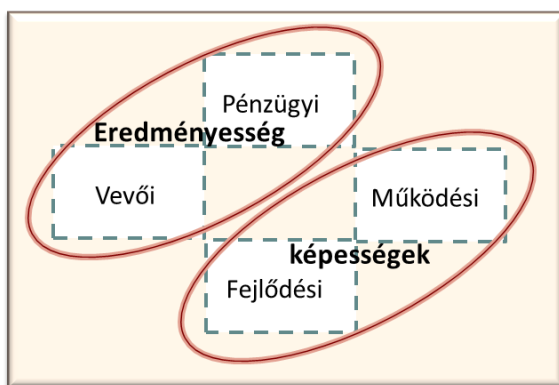 Pénzügyi
Eredményesség
Vevői
Működési
képességek
Fejlődési